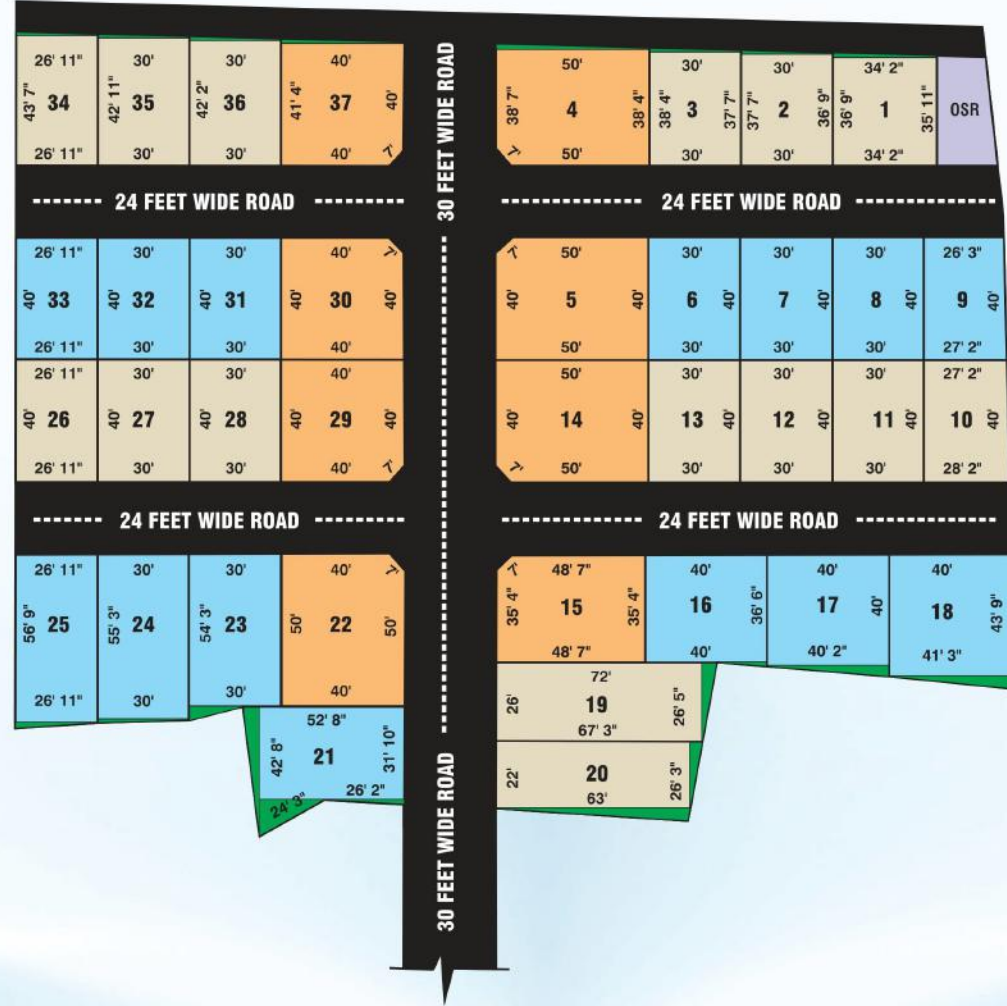 26' 11" 30' 30' 40'
43' 7" 34 42' 11" 35 42' 2" 36 41' 4" 37 40'
26' 11" 30' 30' 40' 7'
50' 30' 30' 34' 2"
38' 7" 4 38' 4" 38' 4" 3 37' 7" 37' 7" 2 36' 9" 36' 9" 1 35' 11" OSR
7' 50' 30' 30' 34' 2"
30 FEET WIDE ROAD
24 FEET WIDE ROAD
24 FEET WIDE ROAD
26' 11" 30' 30' 40' 7'
40' 33 40' 32 40' 31 40' 30 40'
26' 11" 30' 30' 40'
7' 50' 30' 30' 30' 26' 3"
40' 5 40' 6 40' 7 40' 8 40' 9 40'
50' 30' 30' 30' 27' 2"
26' 11" 30' 30' 40'
40' 26 40' 27 40' 28 40' 29 40'
26' 11" 30' 30' 40' 7'
50' 30' 30' 30' 27' 2"
40' 14 40' 13 40' 12 40' 11 40' 10 40'
7' 50' 30' 30' 30' 28' 2"
24 FEET WIDE ROAD
24 FEET WIDE ROAD
26' 11" 30' 30' 40' 7'
56' 9" 25 55' 3" 24 54' 3" 23 50' 22 50'
26' 11" 30' 30' 40'
7' 48' 7" 40' 40' 40'
35' 4" 15 35' 4" 16 36' 6" 17 40' 18 43' 9"
48' 7" 40' 40' 2" 41' 3"
72'
26' 19 26' 5"
67' 3"
52' 8"
42' 8" 21 31' 10"
24' 3" 26' 2"
22' 20 26' 3"
63'
30 FEET WIDE ROAD